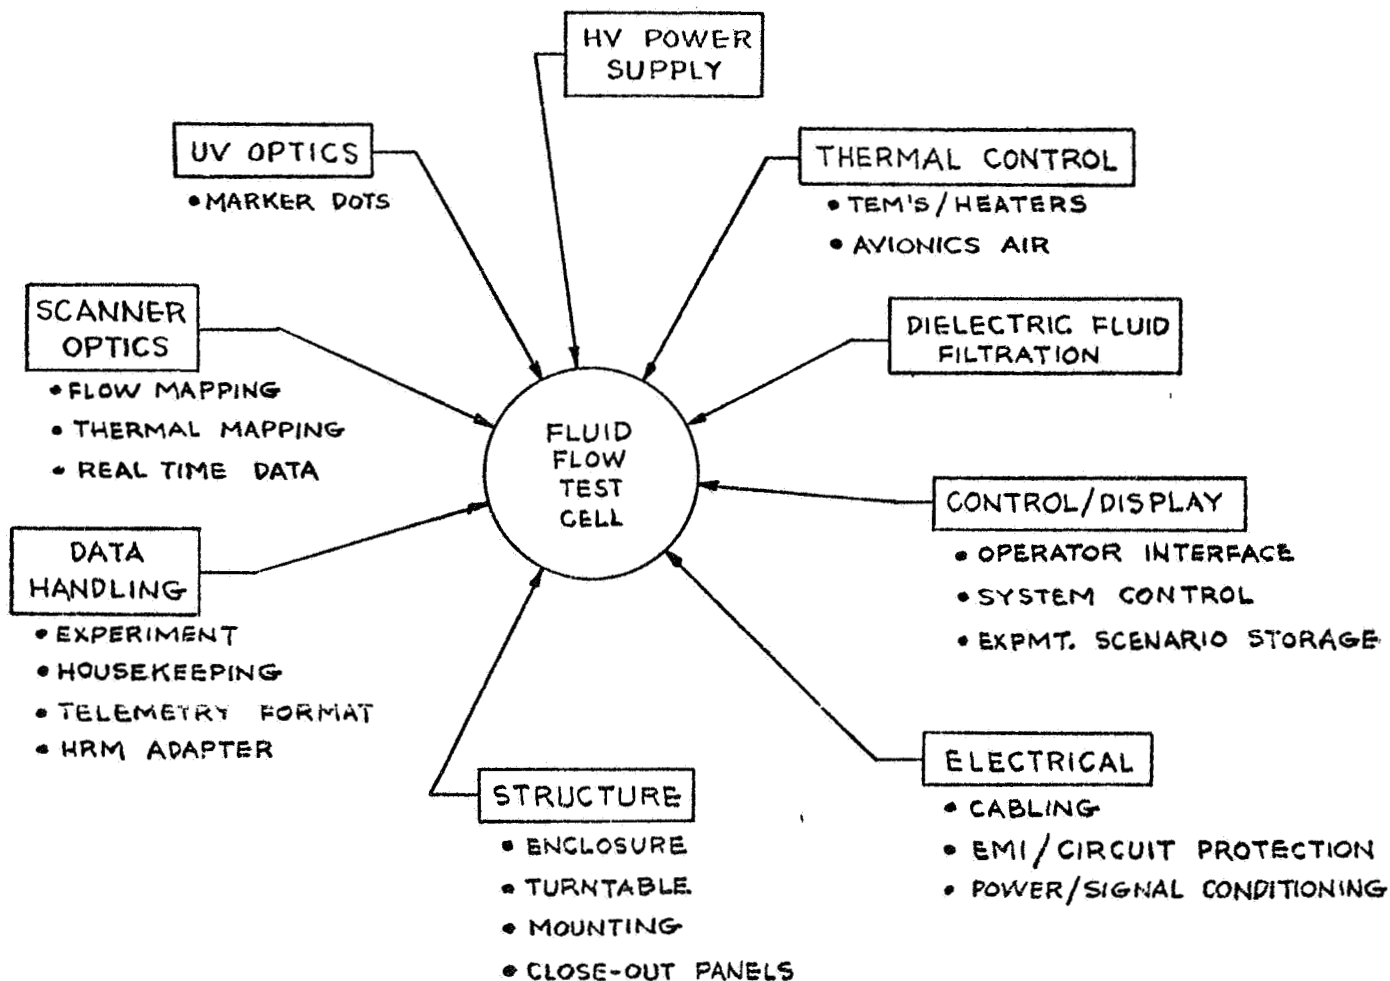 HV POWER
SUPPLY
UV OPTICS
• MARKER DOTS
THERMAL CONTROL
• TEM'S/HEATERS
• AVIONICS AIR
SCANNER
OPTICS
• FLOW MAPPING
• THERMAL MAPPING
• REAL TIME DATA
DIELECTRIC FLUID
FILTRATION
FLUID
FLOW
TEST
CELL
DATA
HANDLING
• EXPERIMENT
• HOUSEKEEPING
• TELEMETRY FORMAT
• HRM ADAPTER
CONTROL/DISPLAY
• OPERATOR INTERFACE
• SYSTEM CONTROL
• EXPMT. SCENARIO STORAGE
STRUCTURE
• ENCLOSURE
• TURNTABLE
• MOUNTING
• CLOSE-OUT PANELS
ELECTRICAL
• CABLING
• EMI/CIRCUIT PROTECTION
• POWER/SIGNAL CONDITIONING